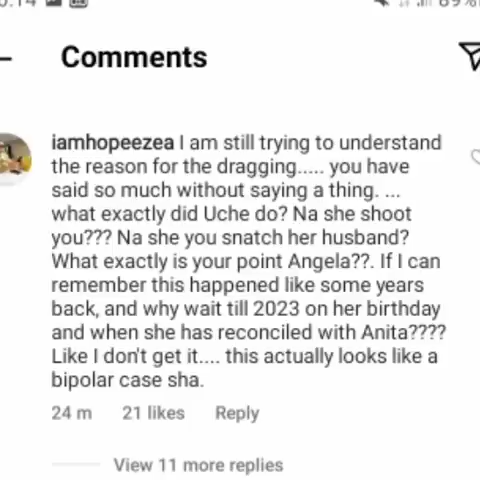 Comments
iamhopeezea I am still trying to understand
the reason for the dragging..... you have
said so much without saying a thing. ...
what exactly did Uche do? Na she shoot
you??? Na she you snatch her husband?
What exactly is your point Angela??. If I can
remember this happened like some years
back, and why wait till 2023 on her birthday
and when she has reconciled with Anita????
Like I don't get it.... this actually looks like a
bipolar case sha.
24 m 21 likes Reply
View 11 more replies